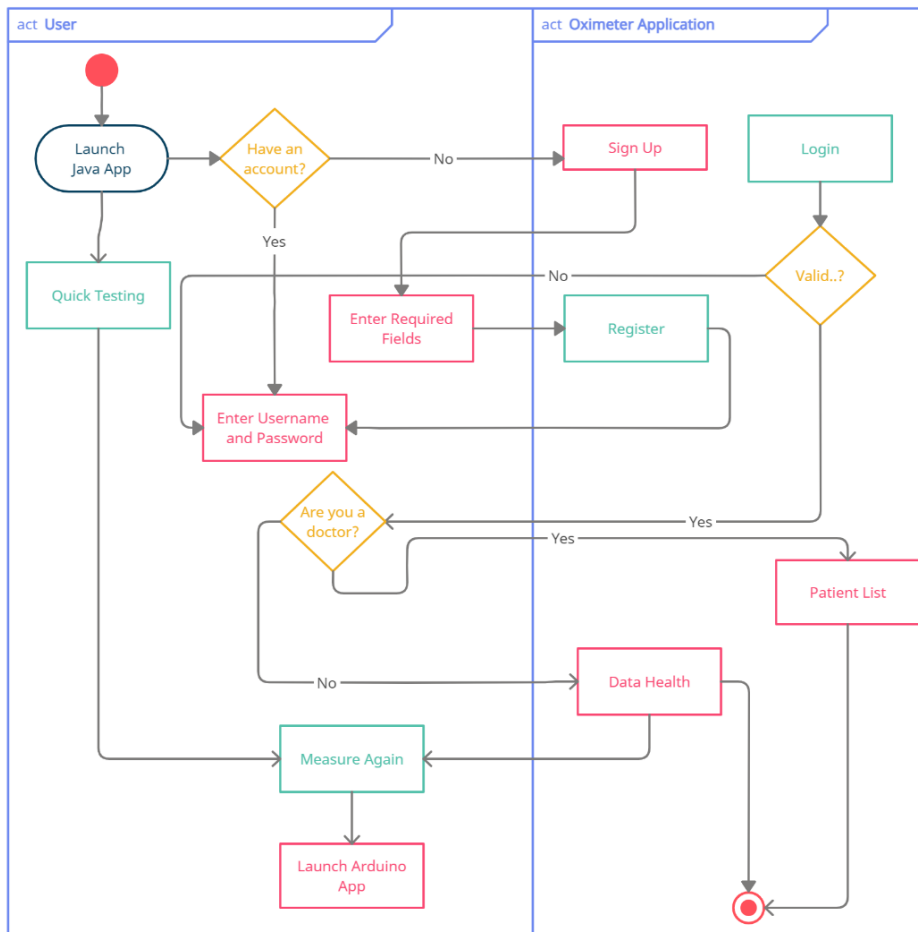 act User
act Oximeter Application
Launch
Java App
Have an
account?
No
Sign Up
Login
Yes
Quick Testing
No
Valid..?
Enter Required
Fields
Register
Enter Username
and Password
Are you a
doctor?
Yes
Yes
Patient List
No
Data Health
Measure Again
Launch Arduino
App